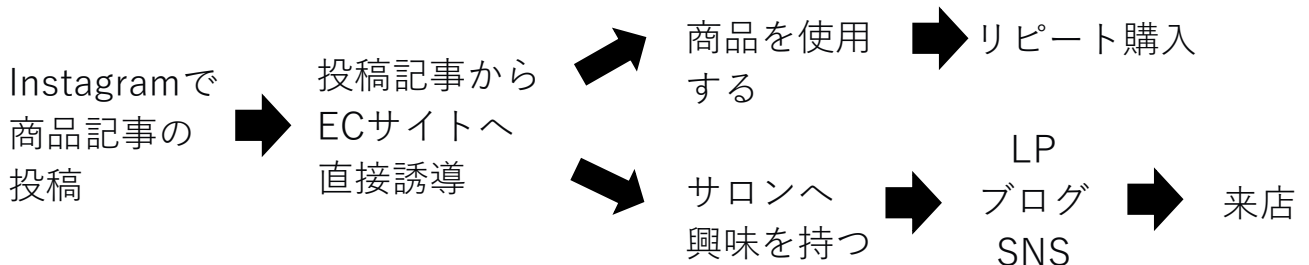 Instagramで
商品記事の
投稿
投稿記事から
ECサイトへ
直接誘導
商品を使用
する
リピート購入
サロンへ
興味を持つ
LP
ブログ
SNS
来店